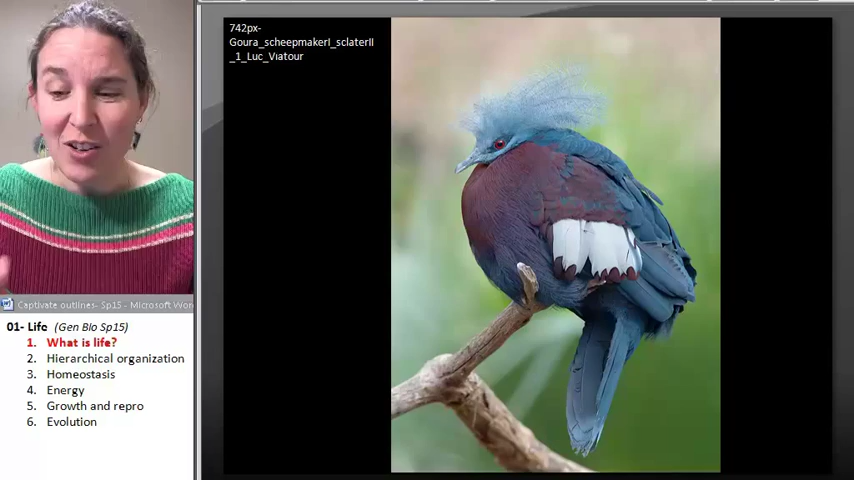 742px-
Goura_scheepmakerI_sclaterII
_1_Luc_Viatour
Captivate outlines- Sp15 - Microsoft Wor
01- Life (Gen Bio Sp15)
1. What is life?
2. Hierarchical organization
3. Homeostasis
4. Energy
5. Growth and repro
6. Evolution